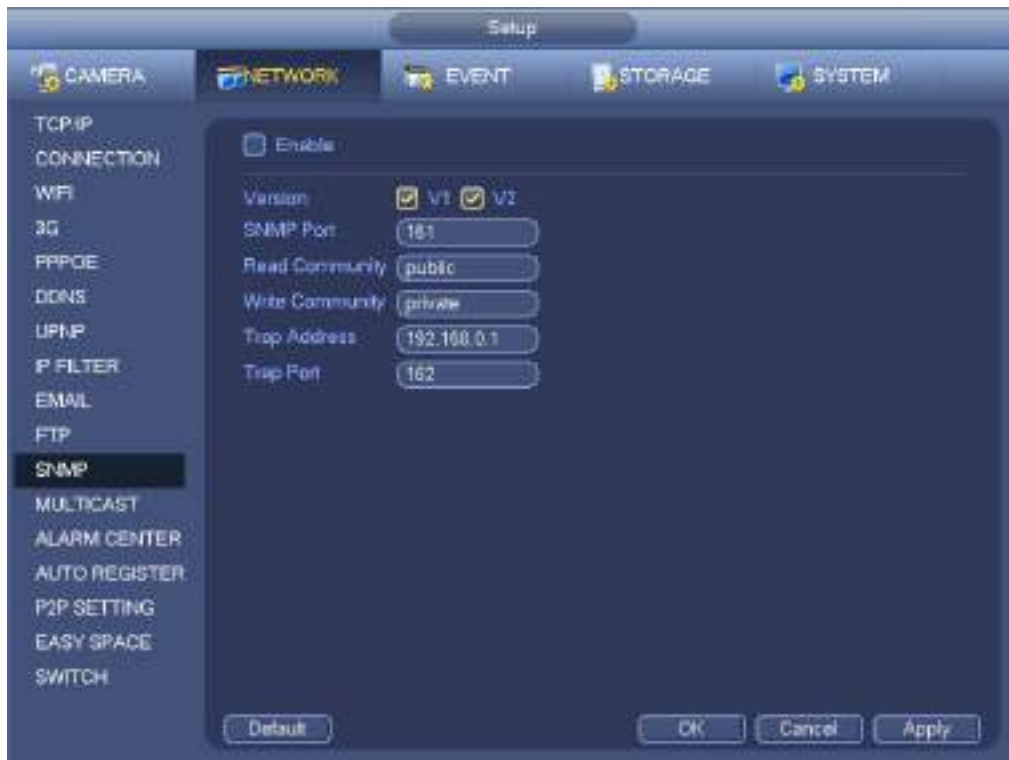 Setup
CAMERA NETWORK EVENT STORAGE SYSTEM
TCP/IP
CONNECTION
WIFI
3G
PPPOE
DDNS
UPNP
IP FILTER
EMAIL
FTP
SNMP
MULTICAST
ALARM CENTER
AUTO REGISTER
P2P SETTING
EASY SPACE
SWITCH
Enable
Version V1 V2
SNMP Port 161
Read Community public
Write Community private
Trap Address 192.168.0.1
Trap Port 162
Default OK Cancel Apply